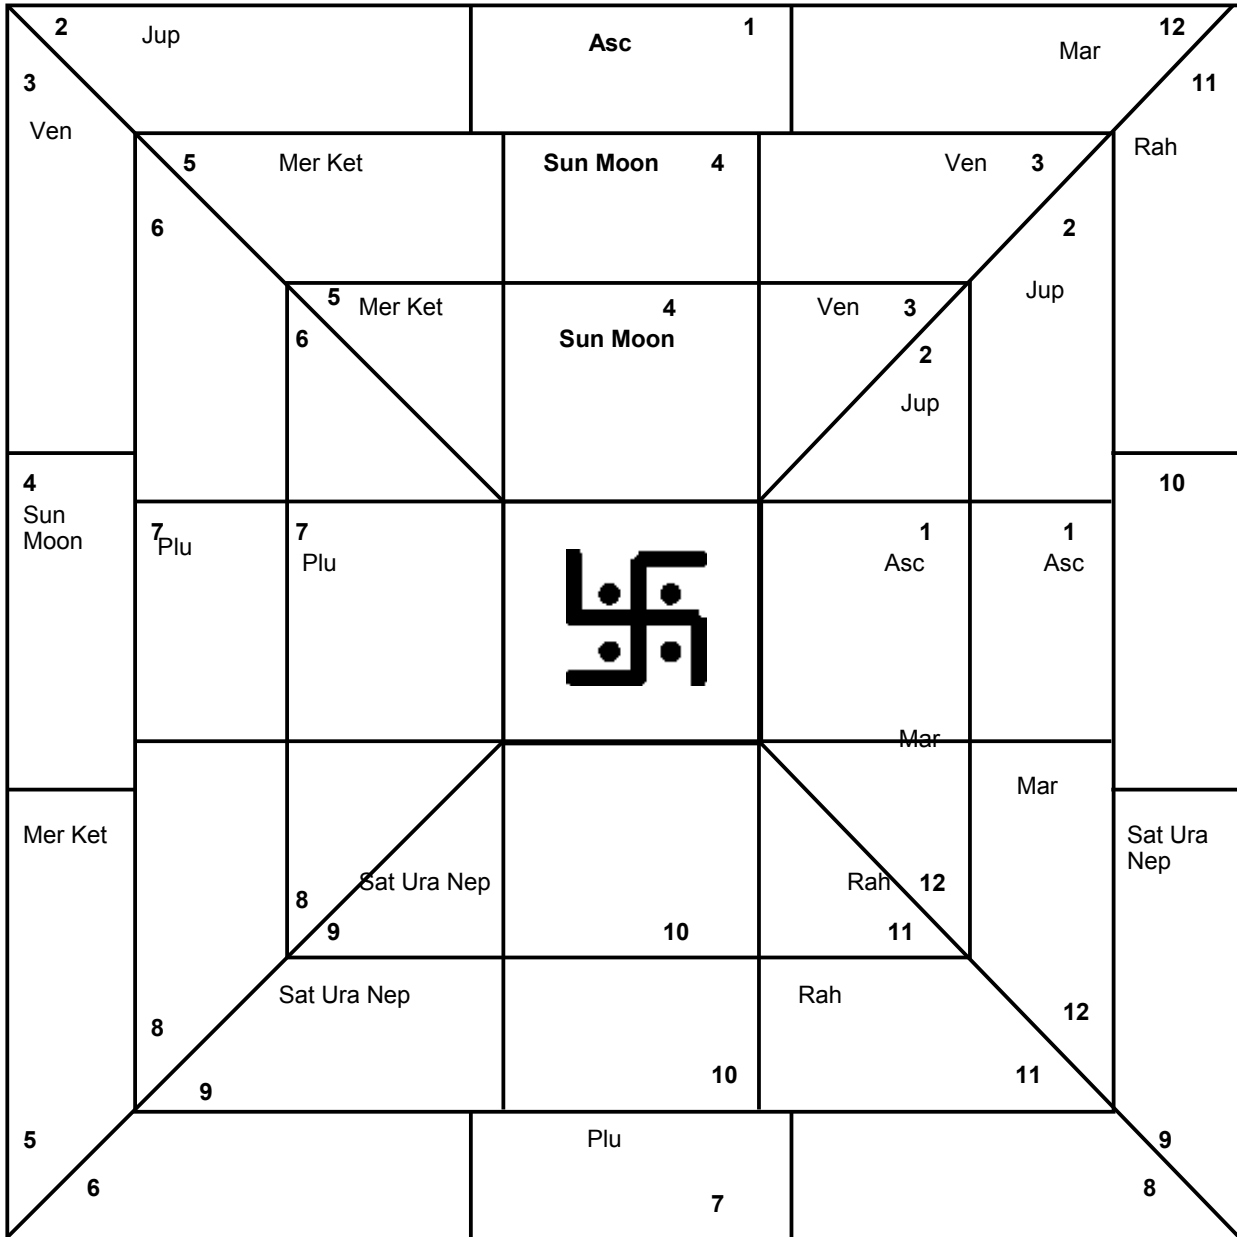 2 Jup Asc 1 12
Mar
3 11
Ven Rah
5 Mer Ket Sun Moon 4 Ven 3
6 2
5 Mer Ket 4 Ven 3 Jup
6 Sun Moon 2
Jup
4 10
Sun
Moon
7 Plu 7 1 1
Plu Asc Asc
Mar
Mar
Mer Ket Sat Ura
Nep
8 Sat Ura Nep Rah 12
9 10 11
Sat Ura Nep Rah
8 12
9 10 11
5 Plu 9
6 7 8